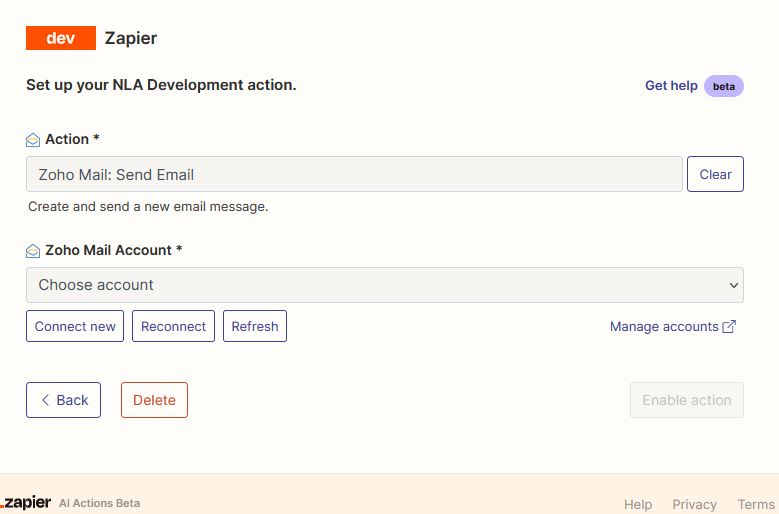 dev Zapier
Set up your NLA Development action.
Get help beta
Action *
Zoho Mail: Send Email
Clear
Create and send a new email message.
Zoho Mail Account *
Choose account
Connect new Reconnect Refresh Manage accounts
Back Delete Enable action
zapier AI Actions Beta Help Privacy Terms